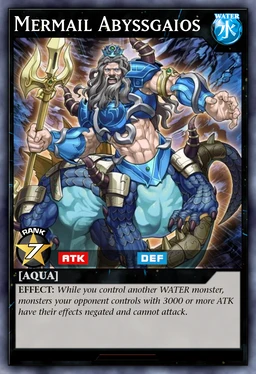 MERMAIL ABYSSGAIOS
WATER
水
RANK
7
ATK
DEF
[AQUA]
EFFECT: While you control another WATER monster,
monsters your opponent controls with 3000 or more ATK
have their effects negated and cannot attack.